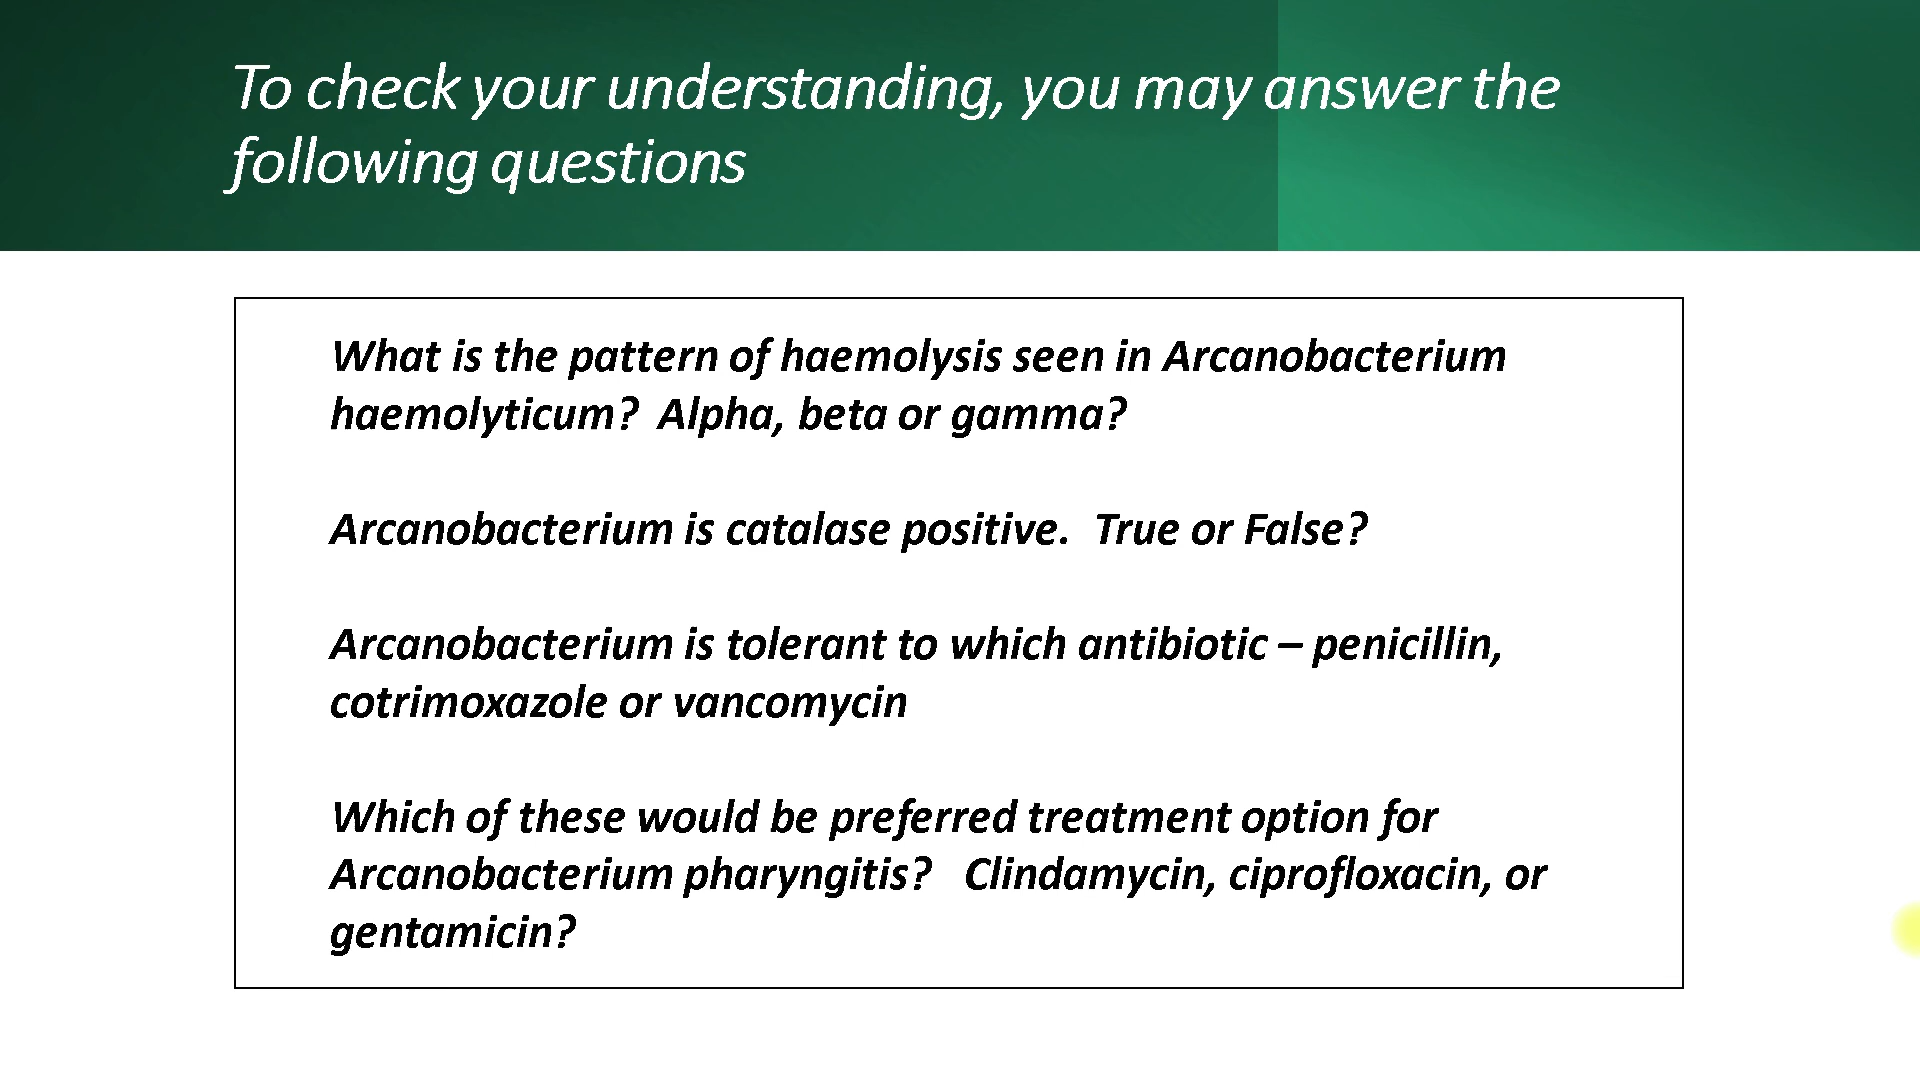 To check your understanding, you may answer the
following questions
What is the pattern of haemolysis seen in Arcanobacterium
haemolyticum?  Alpha, beta or gamma?
Arcanobacterium is catalase positive.  True or False?
Arcanobacterium is tolerant to which antibiotic – penicillin,
cotrimoxazole or vancomycin
Which of these would be preferred treatment option for
Arcanobacterium pharyngitis?   Clindamycin, ciprofloxacin, or
gentamicin?